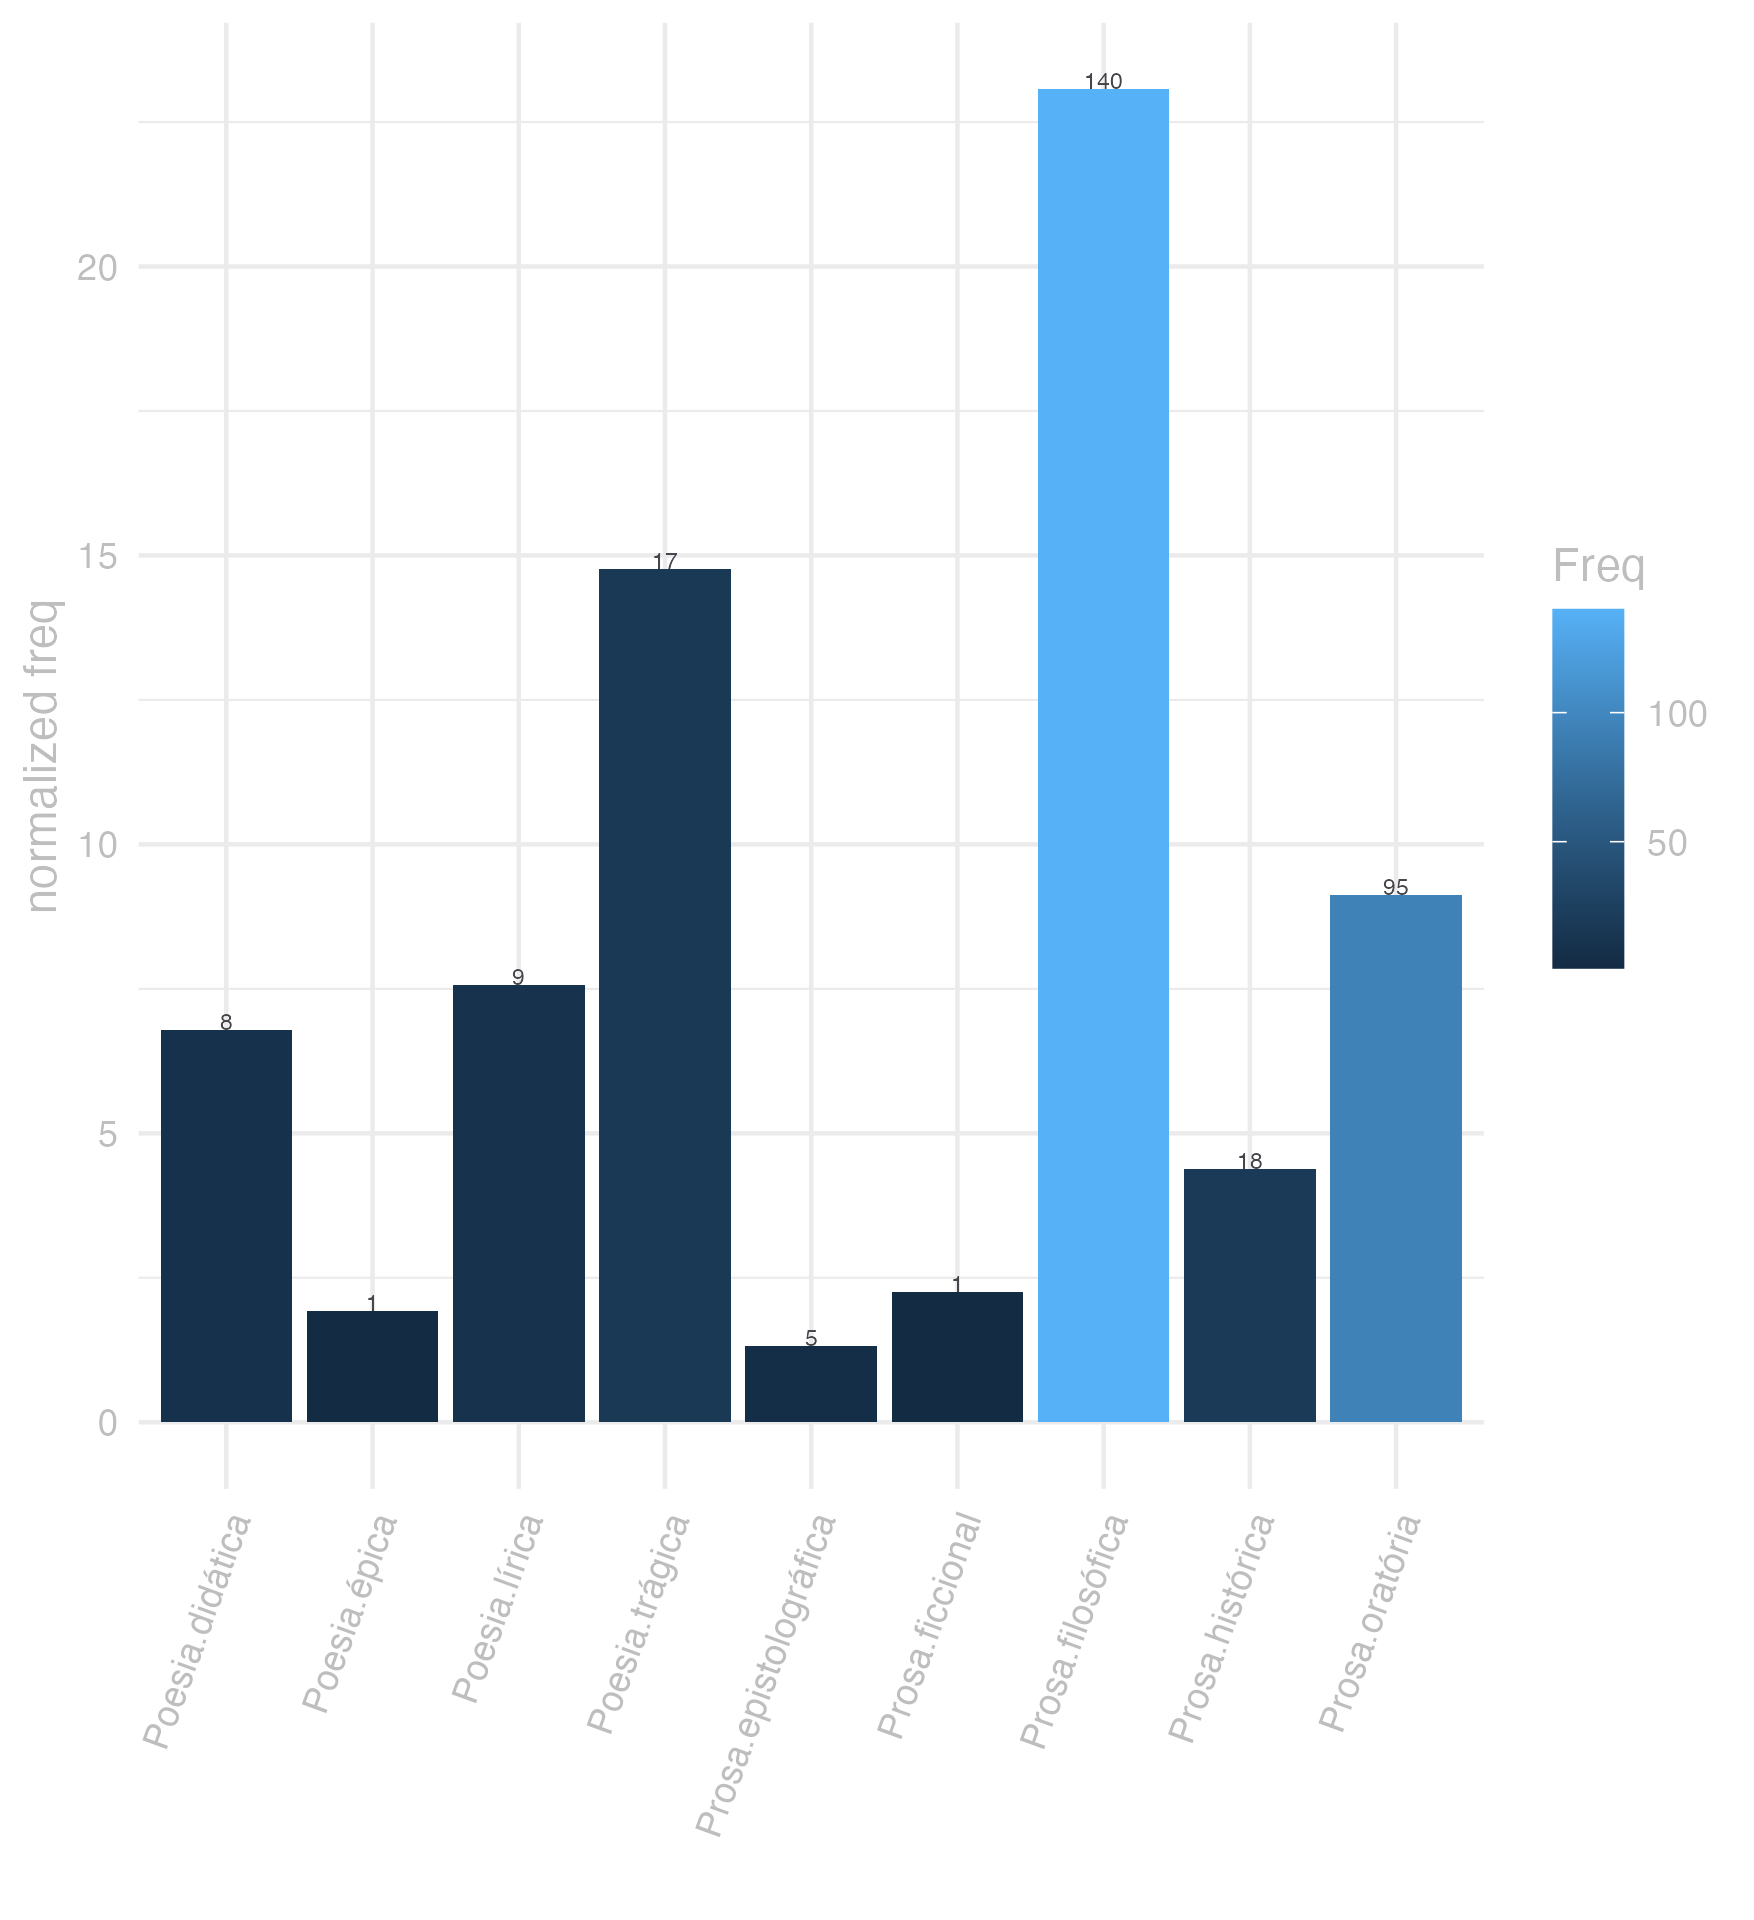 normalized freq
20
15
10
5
0
140
17
95
9
8
18
1
1
5
Poesia.didática
Poesia.épica
Poesia.lírica
Poesia.trágica
Prosa.epistolográfica
Prosa.ficcional
Prosa.filosófica
Prosa.histórica
Prosa.oratória
Freq
100
50